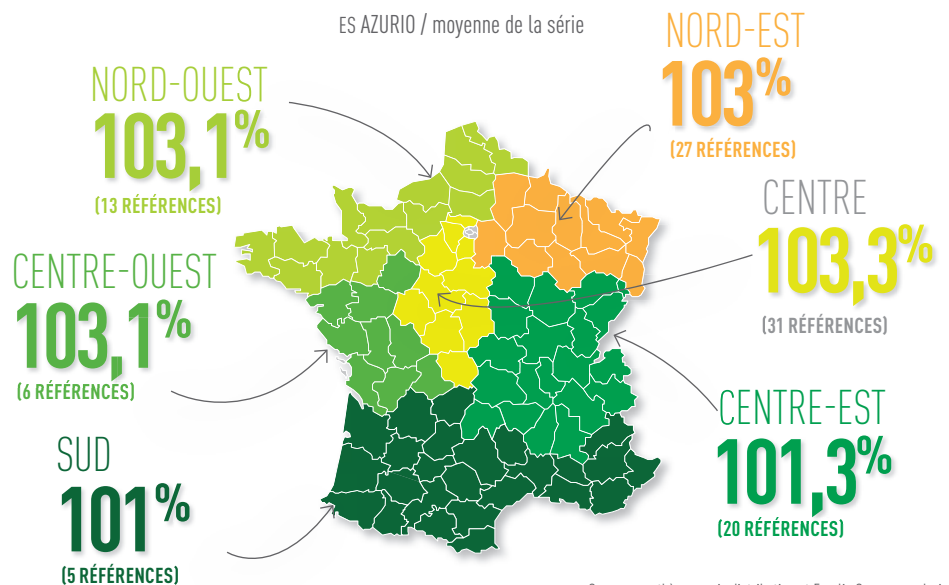 ES AZURIO / moyenne de la série
NORD-OUEST
103,1%
(13 RÉFÉRENCES)
NORD-EST
103%
(27 RÉFÉRENCES)
CENTRE
103,3%
(31 RÉFÉRENCES)
CENTRE-OUEST
103,1%
(6 RÉFÉRENCES)
CENTRE-EST
101,3%
(20 RÉFÉRENCES)
SUD
101%
(5 RÉFÉRENCES)